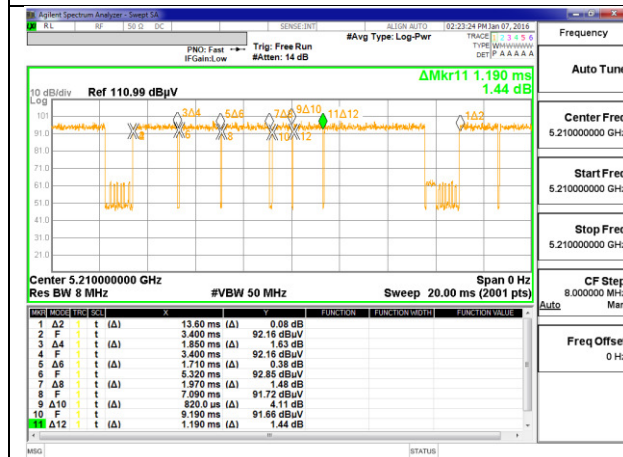 Agilent Spectrum Analyzer - Swept SA
RL RF 50 Ω DC SENSE:INT ALIGN AUTO 02:23:24 PM Jan 07, 2016
PNO: Fast Trig: Free Run #Avg Type: Log-Pwr TRACE 1 2 3 4 5 6
IFGain:Low #Atten: 14 dB TYPE WWWWWW
DET P A A A A A
ΔMkr11 1.190 ms
1.44 dB
10 dB/div Ref 110.99 dBµV
Log
101
91.0
81.0
71.0
61.0
51.0
41.0
31.0
21.0
3Δ4 5Δ6 7Δ8 9Δ10 11Δ12 1Δ2
Center 5.210000000 GHz Span 0 Hz
Res BW 8 MHz #VBW 50 MHz Sweep 20.00 ms (2001 pts)
MKR MODE TRC SCL X Y FUNCTION FUNCTION WIDTH FUNCTION VALUE
1 Δ2 1 t (Δ) 13.60 ms (Δ) 0.08 dB
2 F 1 t 3.400 ms 92.16 dBµV
3 Δ4 1 t (Δ) 1.850 ms (Δ) 1.63 dB
4 F 1 t 3.400 ms 92.16 dBµV
5 Δ6 1 t (Δ) 1.710 ms (Δ) 0.38 dB
6 F 1 t 5.320 ms 92.85 dBµV
7 Δ8 1 t (Δ) 1.970 ms (Δ) 1.48 dB
8 F 1 t 7.090 ms 91.72 dBµV
9 Δ10 1 t (Δ) 820.0 µs (Δ) 4.11 dB
10 F 1 t 9.190 ms 91.66 dBµV
11 Δ12 1 t (Δ) 1.190 ms (Δ) 1.44 dB
MSG STATUS
Frequency
Auto Tune
Center Freq
5.210000000 GHz
Start Freq
5.210000000 GHz
Stop Freq
5.210000000 GHz
CF Step
8.000000 MHz
Auto Man
Freq Offset
0 Hz